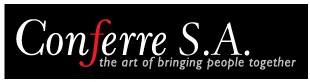 Conferre S.A.
the art of bringing people together